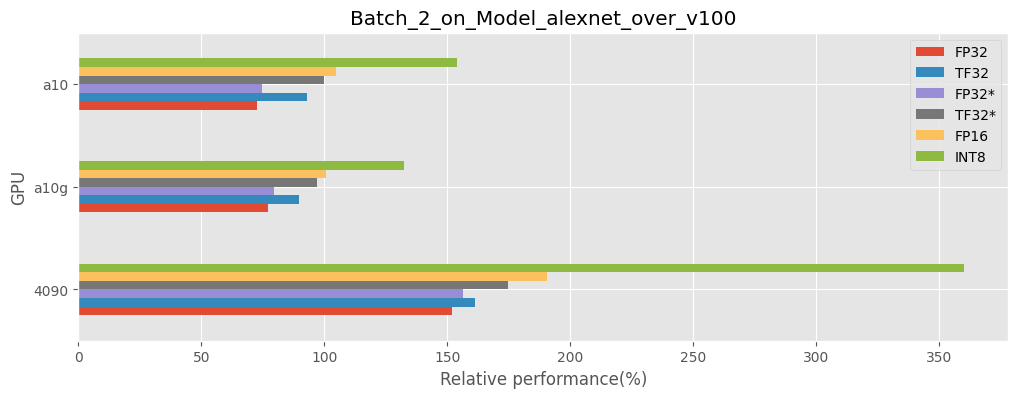 Batch_2_on_Model_alexnet_over_v100
FP32
TF32
FP32*
TF32*
FP16
INT8
a10
a10g
4090
GPU
0 50 100 150 200 250 300 350
Relative performance(%)